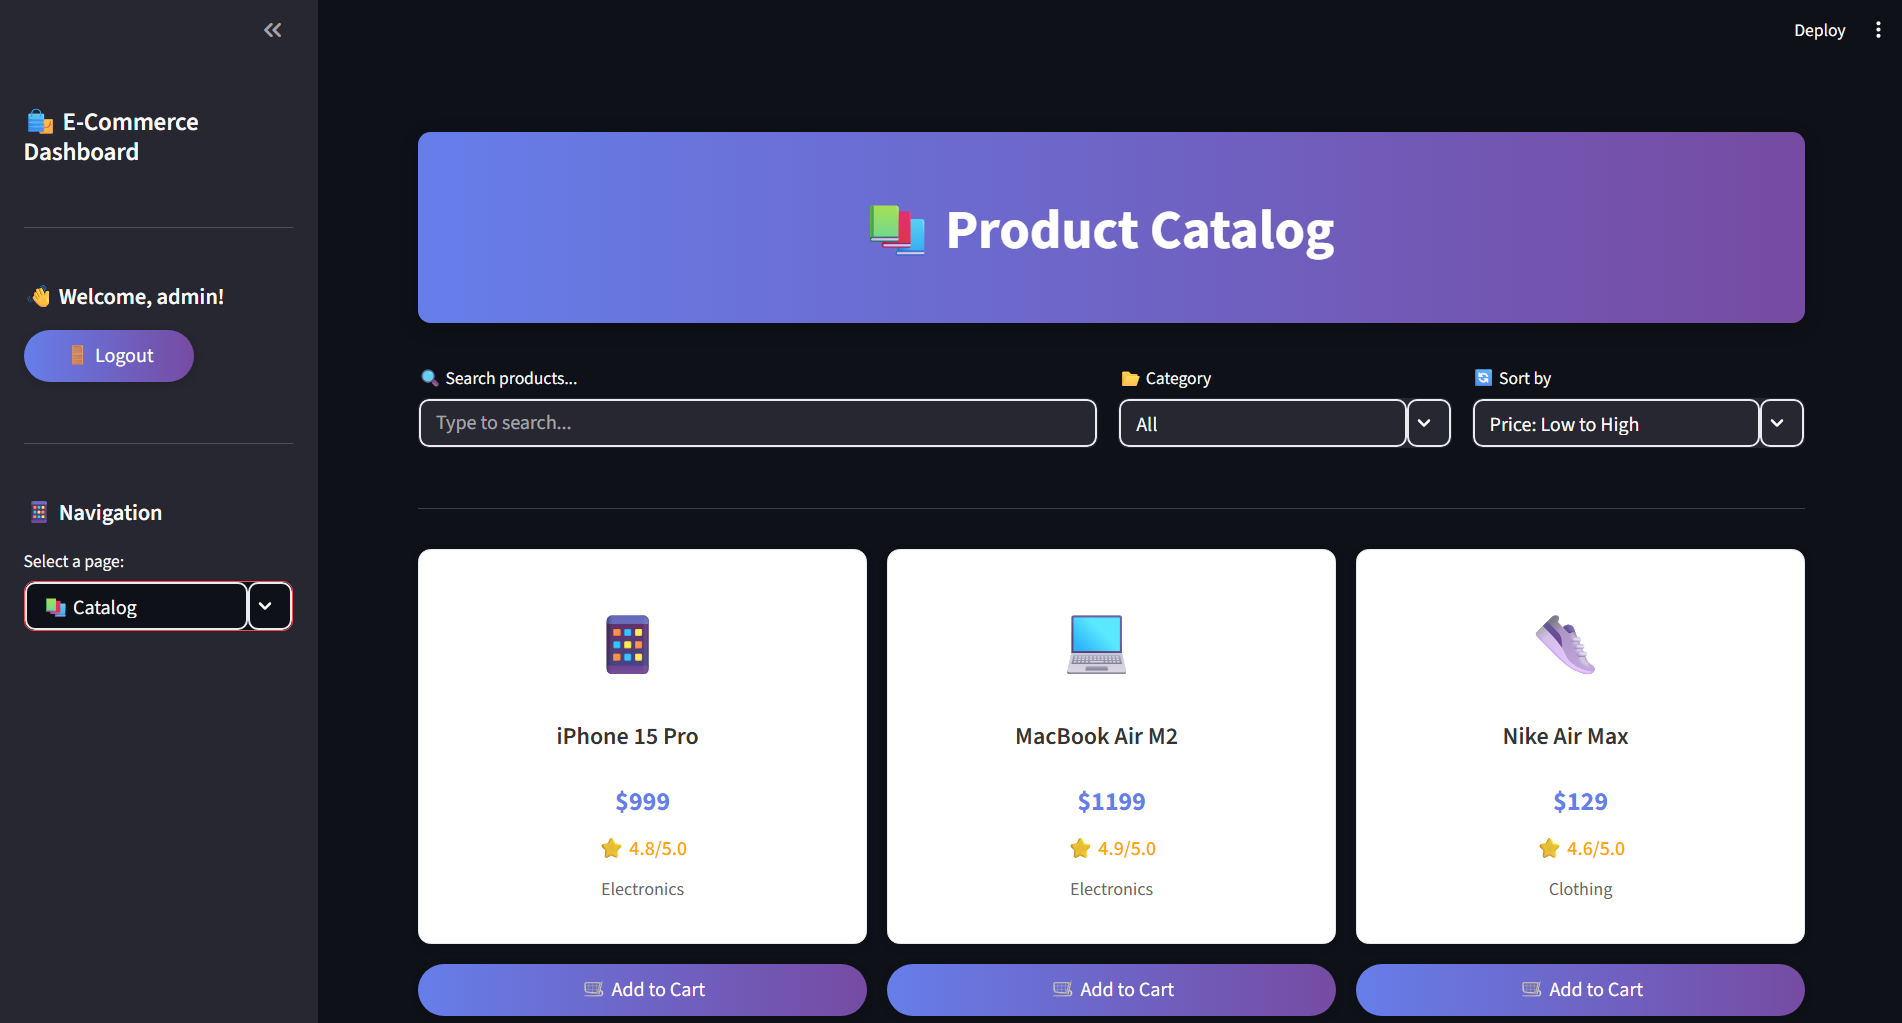 Deploy
E-Commerce
Dashboard
Welcome, admin!
Logout
Navigation
Select a page:
Catalog
Product Catalog
Search products...
Category
Sort by
Type to search...
All
Price: Low to High
iPhone 15 Pro
$999
4.8/5.0
Electronics
Add to Cart
MacBook Air M2
$1199
4.9/5.0
Electronics
Add to Cart
Nike Air Max
$129
4.6/5.0
Clothing
Add to Cart